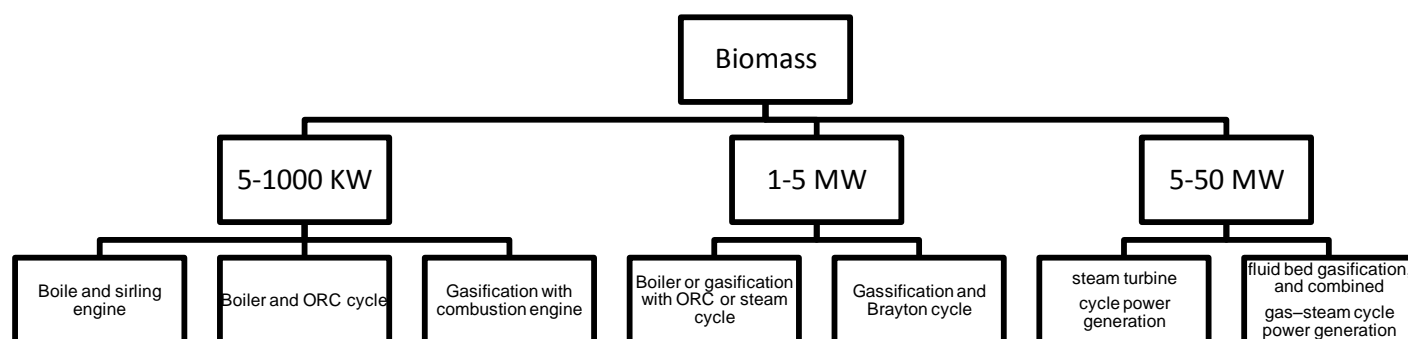 Biomass
5-1000 KW
1-5 MW
5-50 MW
Boile and sirling
engine
Boiler and ORC cycle
Gasification with
combustion engine
Boiler or gasification
with ORC or steam
cycle
Gassification and
Brayton cycle
steam turbine
cycle power
generation
fluid bed gasification,
and combined
gas–steam cycle
power generation